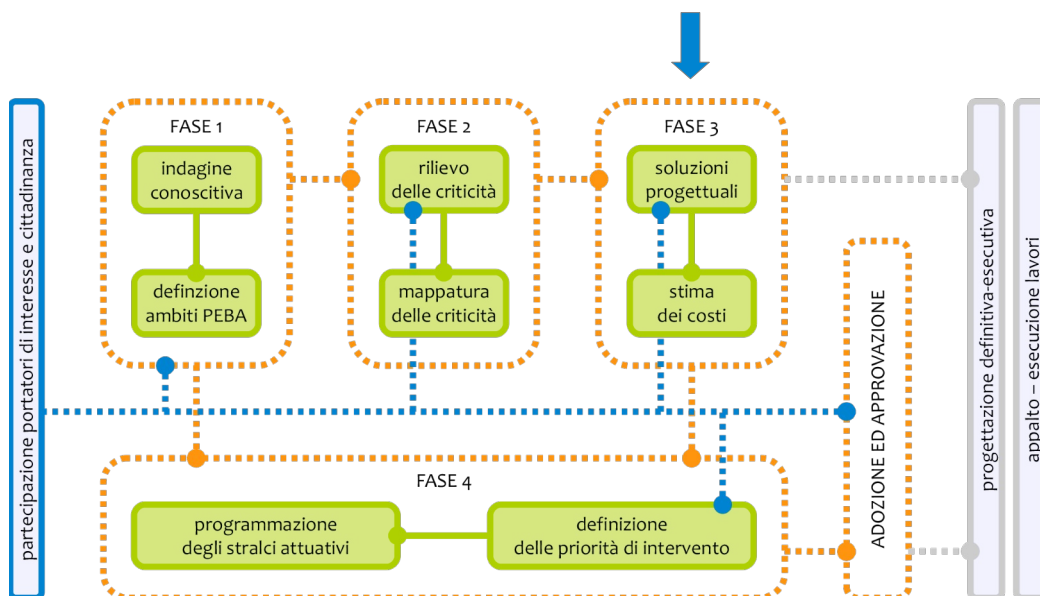 partecipazione portatori di interesse e cittadinanza
FASE 1
indagine
conoscitiva
definzione
ambiti PEBA
FASE 2
rilievo
delle criticità
mappatura
delle criticità
FASE 3
soluzioni
progettuali
stima
dei costi
FASE 4
programmazione
degli stralci attuativi
definizione
delle priorità di intervento
ADOZIONE ED APPROVAZIONE
progettazione definitiva-esecutiva
appalto – esecuzione lavori